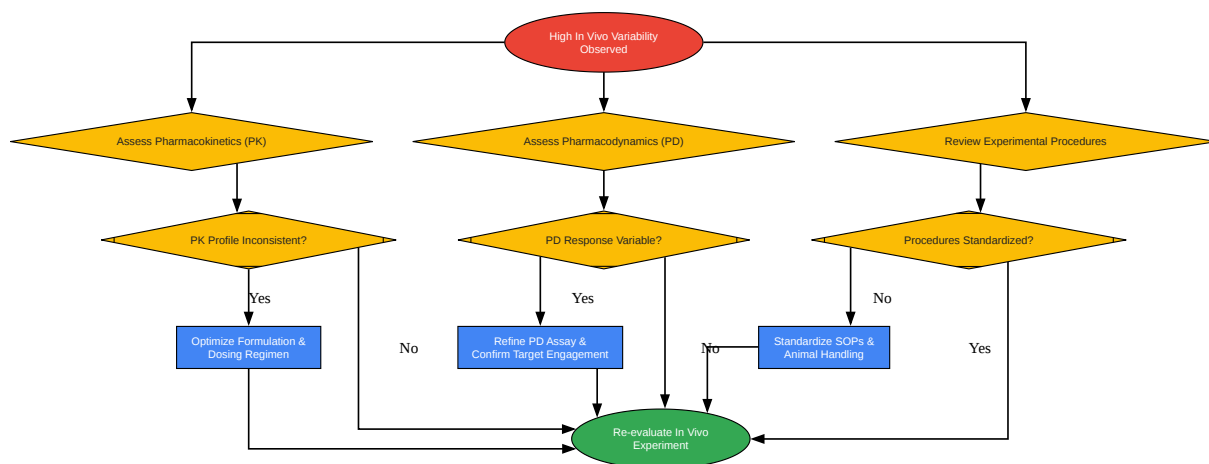 High In Vivo Variability
Observed
Assess Pharmacokinetics (PK)
Assess Pharmacodynamics (PD)
Review Experimental Procedures
PK Profile Inconsistent?
PD Response Variable?
Procedures Standardized?
Yes
Yes
No
Optimize Formulation &
Dosing Regimen
No
Refine PD Assay &
Confirm Target Engagement
No
Standardize SOPs &
Animal Handling
Yes
Re-evaluate In Vivo
Experiment